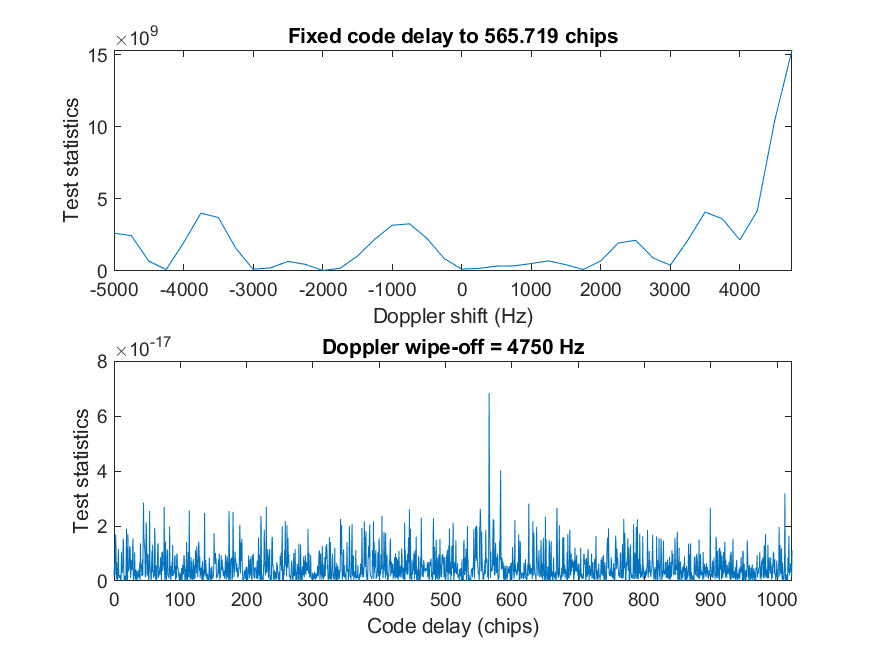 Fixed code delay to 565.719 chips
×10^9
15
10
5
0
Test statistics
-5000 -4000 -3000 -2000 -1000 0 1000 2000 3000 4000
Doppler shift (Hz)
Doppler wipe-off = 4750 Hz
×10^-17
8
6
4
2
0
Test statistics
0 100 200 300 400 500 600 700 800 900 1000
Code delay (chips)